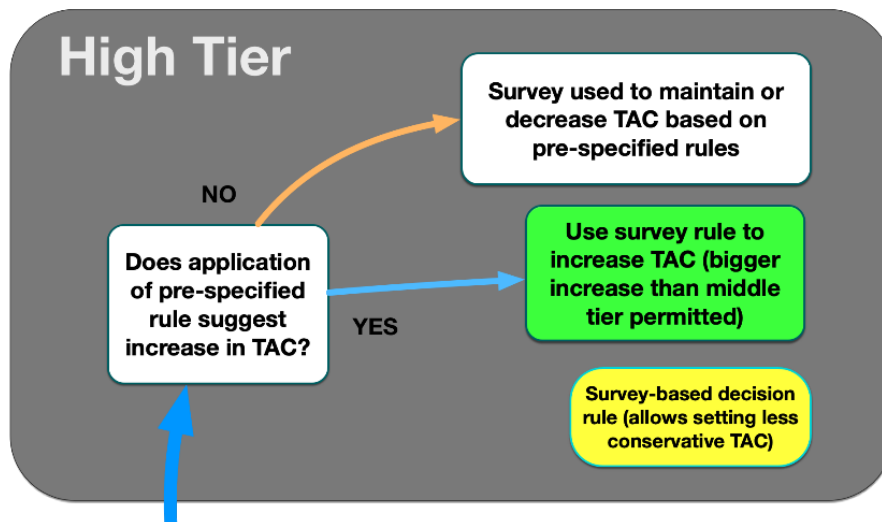 High Tier
Survey used to maintain or
decrease TAC based on
pre-specified rules
NO
Does application
of pre-specified
rule suggest
increase in TAC?
YES
Use survey rule to
increase TAC (bigger
increase than middle
tier permitted)
Survey-based decision
rule (allows setting less
conservative TAC)